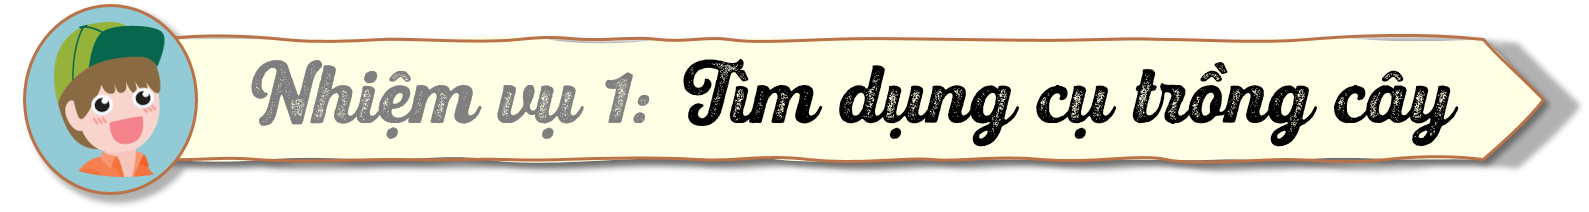 Nhiệm vụ 1: Tìm dụng cụ trồng cây